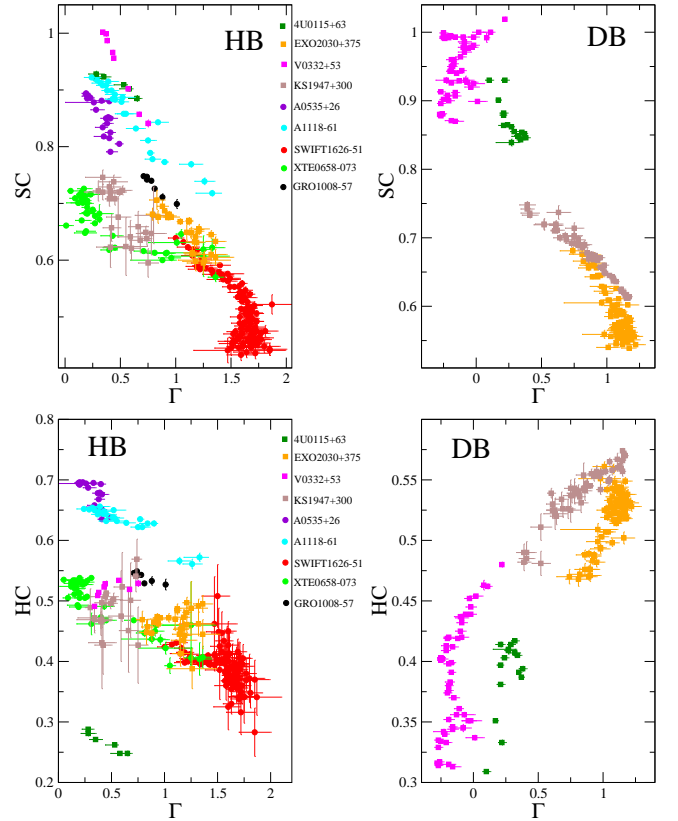 HB
DB
1
0.8
0.6
SC
0
0.5
1
1.5
2
Γ
4U0115+63
EXO2030+375
V0332+53
KS1947+300
A0535+26
A1118-61
SWIFT1626-51
XTE0658-073
GRO1008-57
1
0.9
0.8
0.7
0.6
SC
0
0.5
1
Γ
HB
DB
0.8
0.7
0.6
0.5
0.4
0.3
0.2
HC
0
0.5
1
1.5
2
Γ
4U0115+63
EXO2030+375
V0332+53
KS1947+300
A0535+26
A1118-61
SWIFT1626-51
XTE0658-073
GRO1008-57
0.55
0.5
0.45
0.4
0.35
0.3
HC
0
0.5
1
Γ